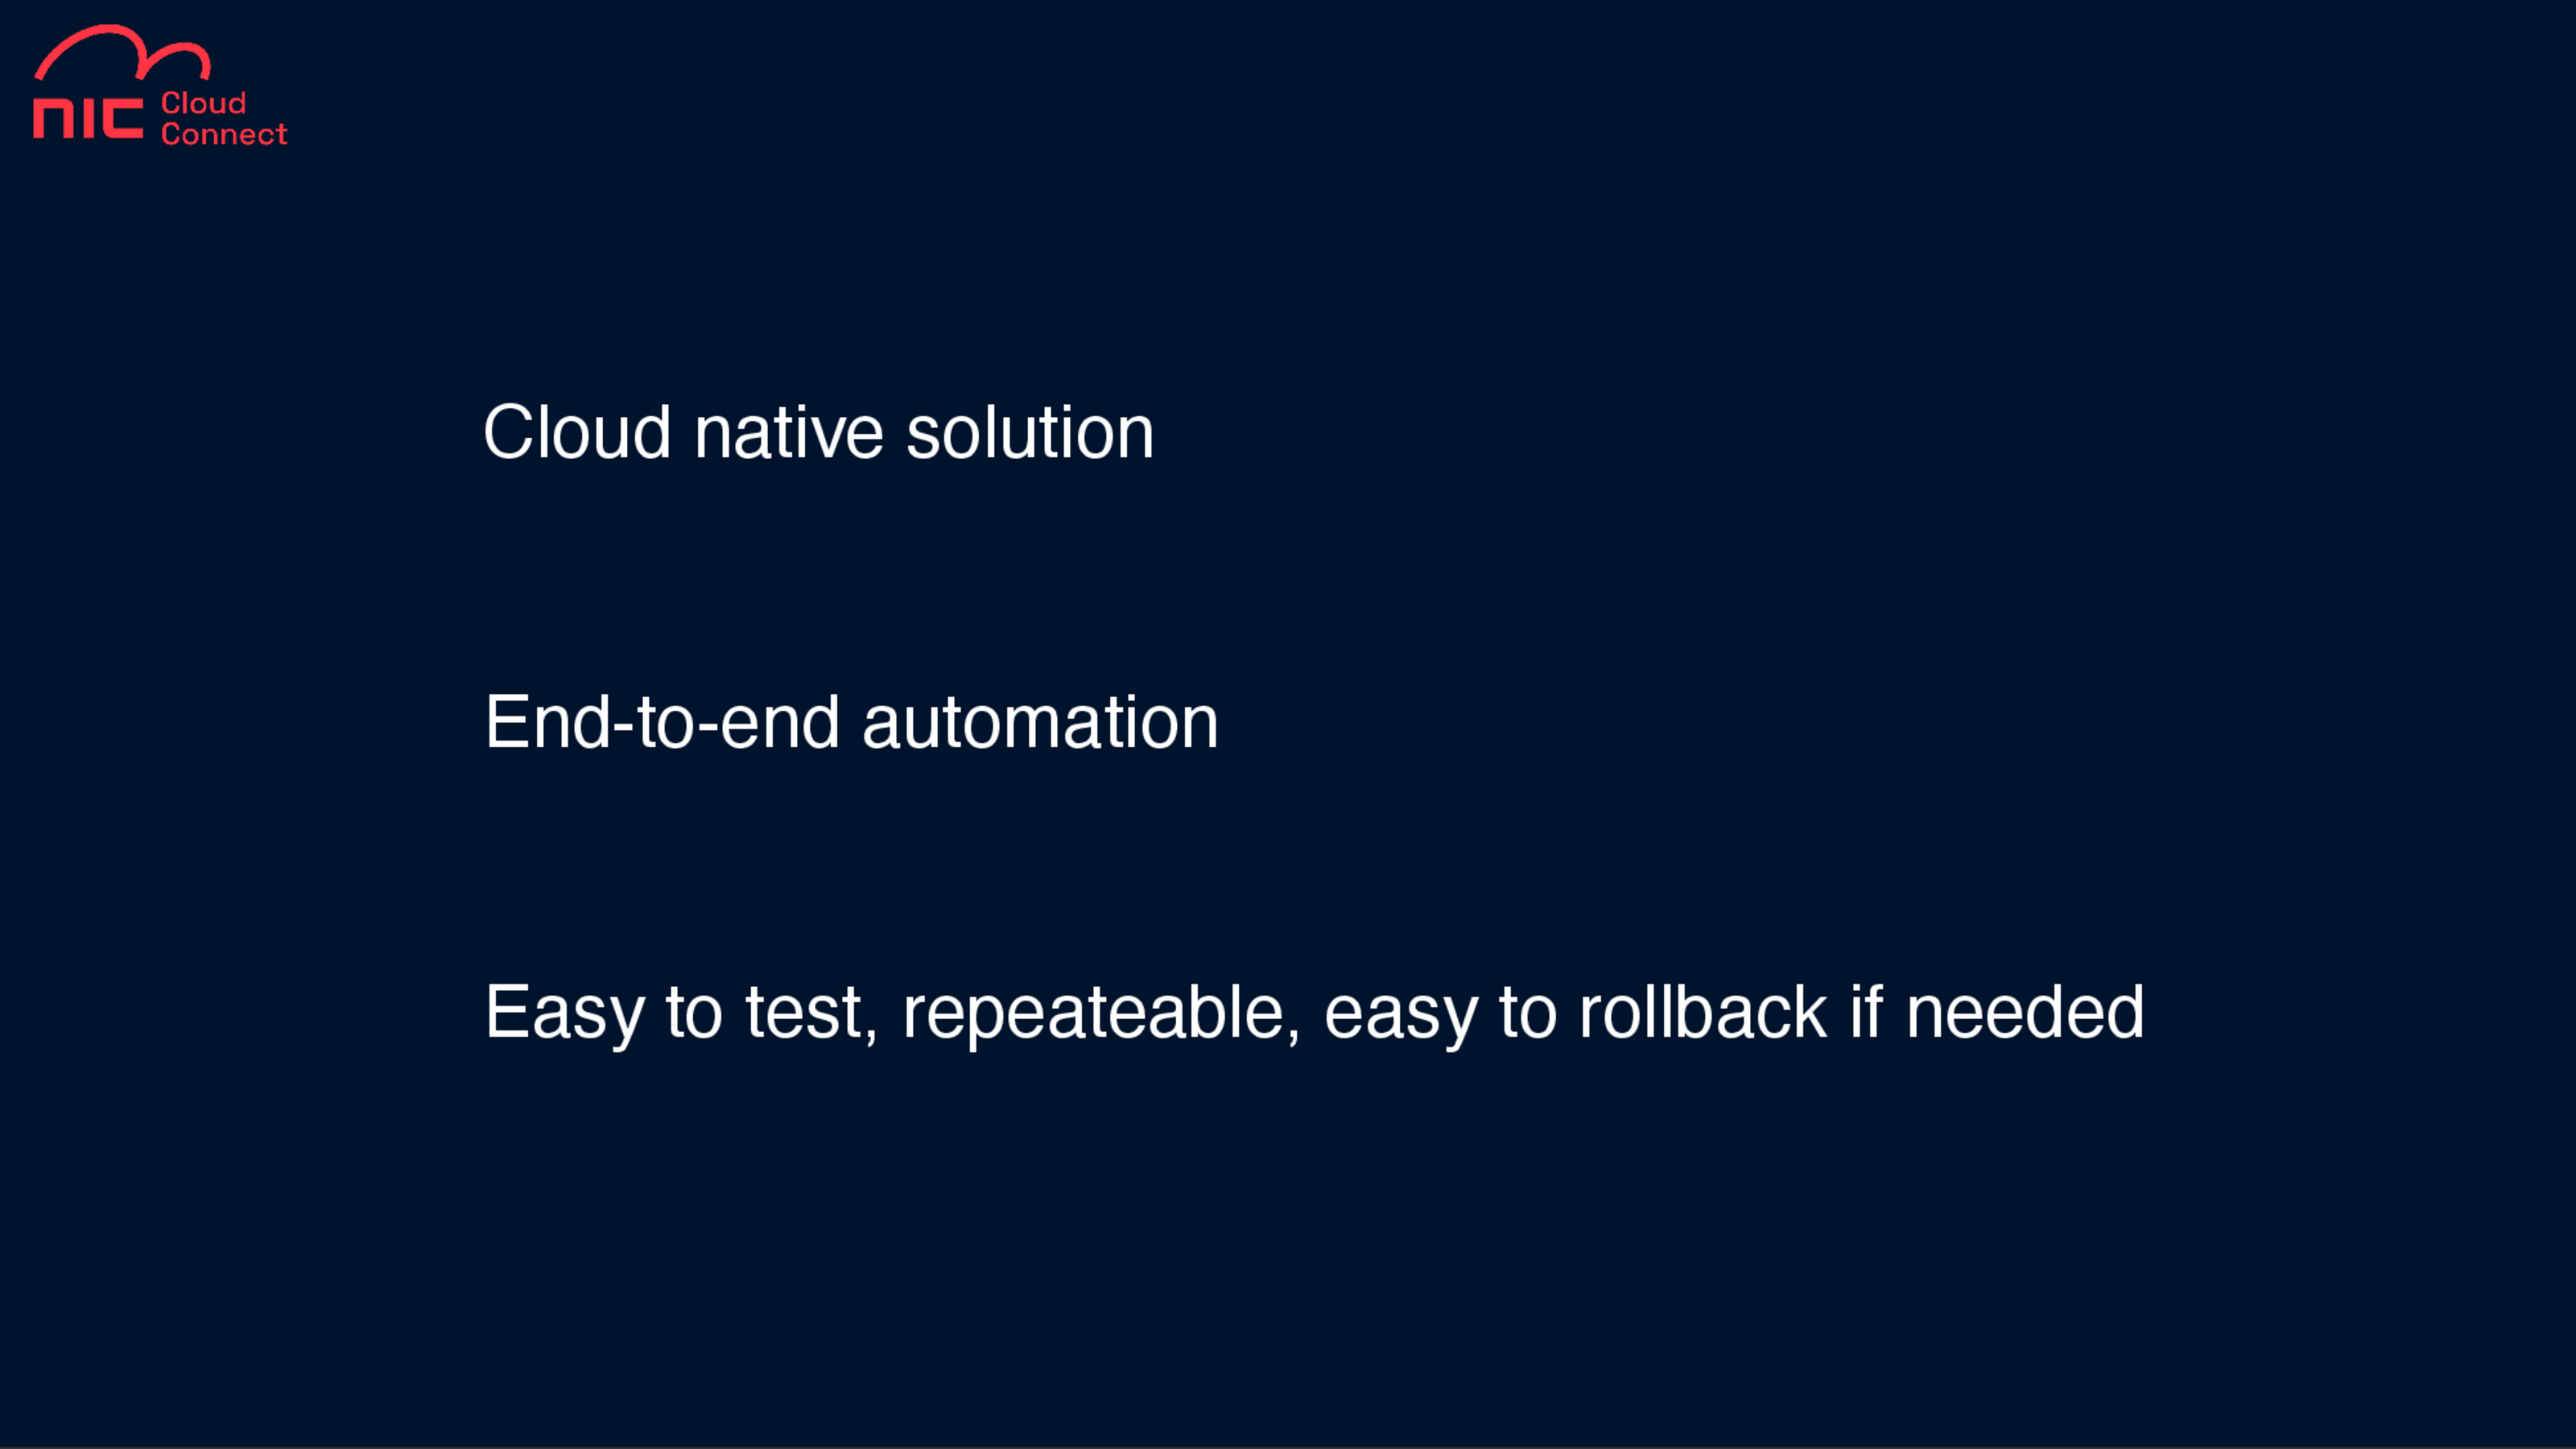 nic Cloud
Connect
Cloud native solution
End-to-end automation
Easy to test, repeateable, easy to rollback if needed